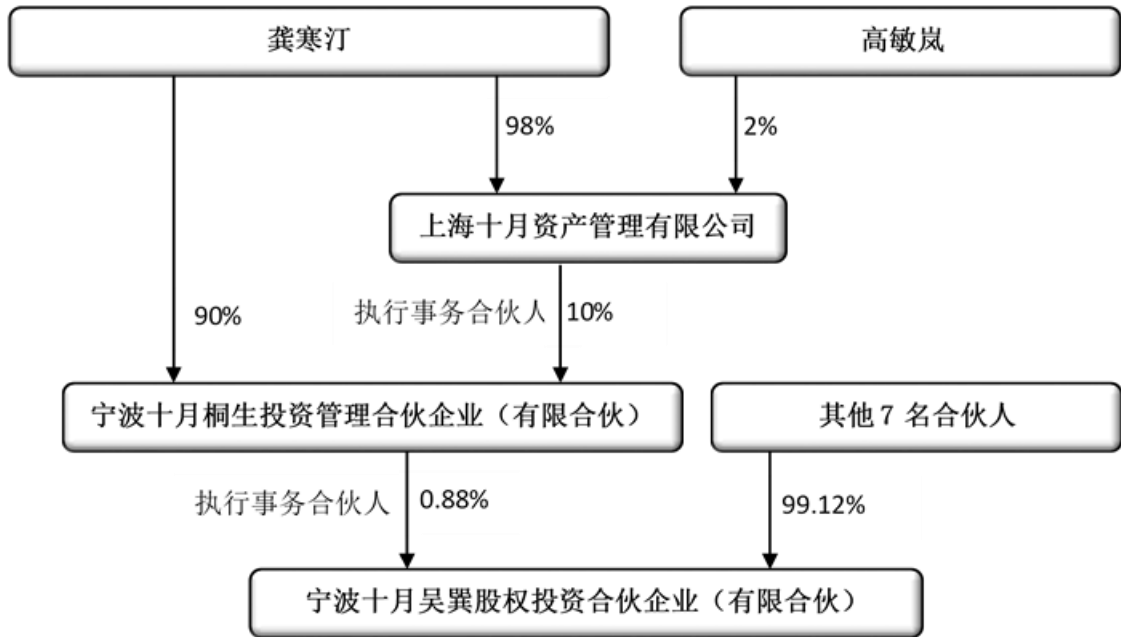 龚寒汀
高敏岚
98%
2%
上海十月资产管理有限公司
90%
执行事务合伙人
10%
宁波十月桐生投资管理合伙企业（有限合伙）
其他 7 名合伙人
执行事务合伙人
0.88%
99.12%
宁波十月吴巽股权投资合伙企业（有限合伙）